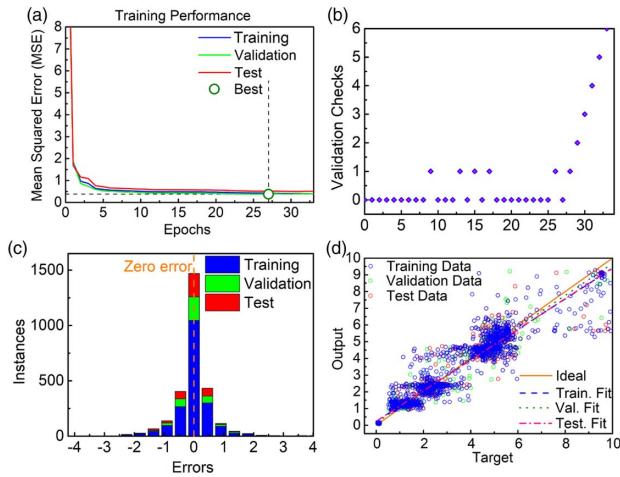 (a)
Training Performance
Mean Squared Error (MSE)
8
7
6
5
4
3
2
1
0
Training
Validation
Test
Best
0 5 10 15 20 25 30
Epochs
(b)
Validation Checks
6
5
4
3
2
1
0
0 5 10 15 20 25 30
(c)
Zero error
Training
Validation
Test
Instances
1500
1000
500
0
-4 -3 -2 -1 0 1 2 3 4
Errors
(d)
Training Data
Validation Data
Test Data
Output
10
9
8
7
6
5
4
3
2
1
0
Ideal
Train. Fit
Val. Fit
Test. Fit
0 2 4 6 8 10
Target